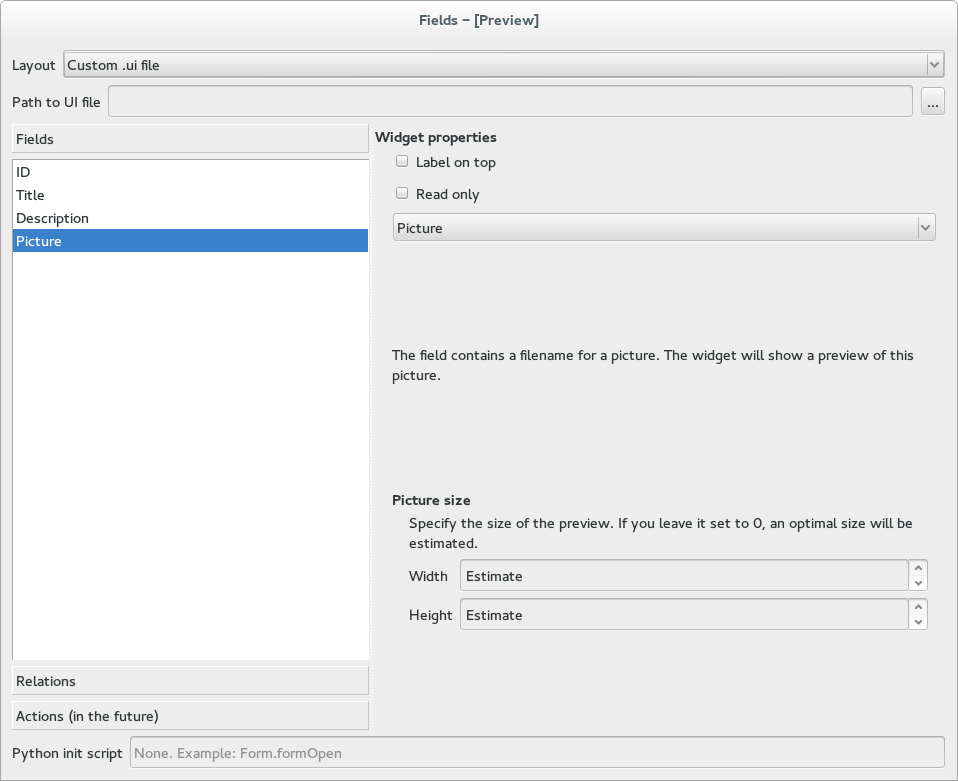 Fields – [Preview]
Layout Custom .ui file
Path to UI file ...
Fields
ID
Title
Description
Picture
Relations
Actions (in the future)
Widget properties
Label on top
Read only
Picture
The field contains a filename for a picture. The widget will show a preview of this
picture.
Picture size
Specify the size of the preview. If you leave it set to 0, an optimal size will be
estimated.
Width Estimate
Height Estimate
Python init script None. Example: Form.formOpen